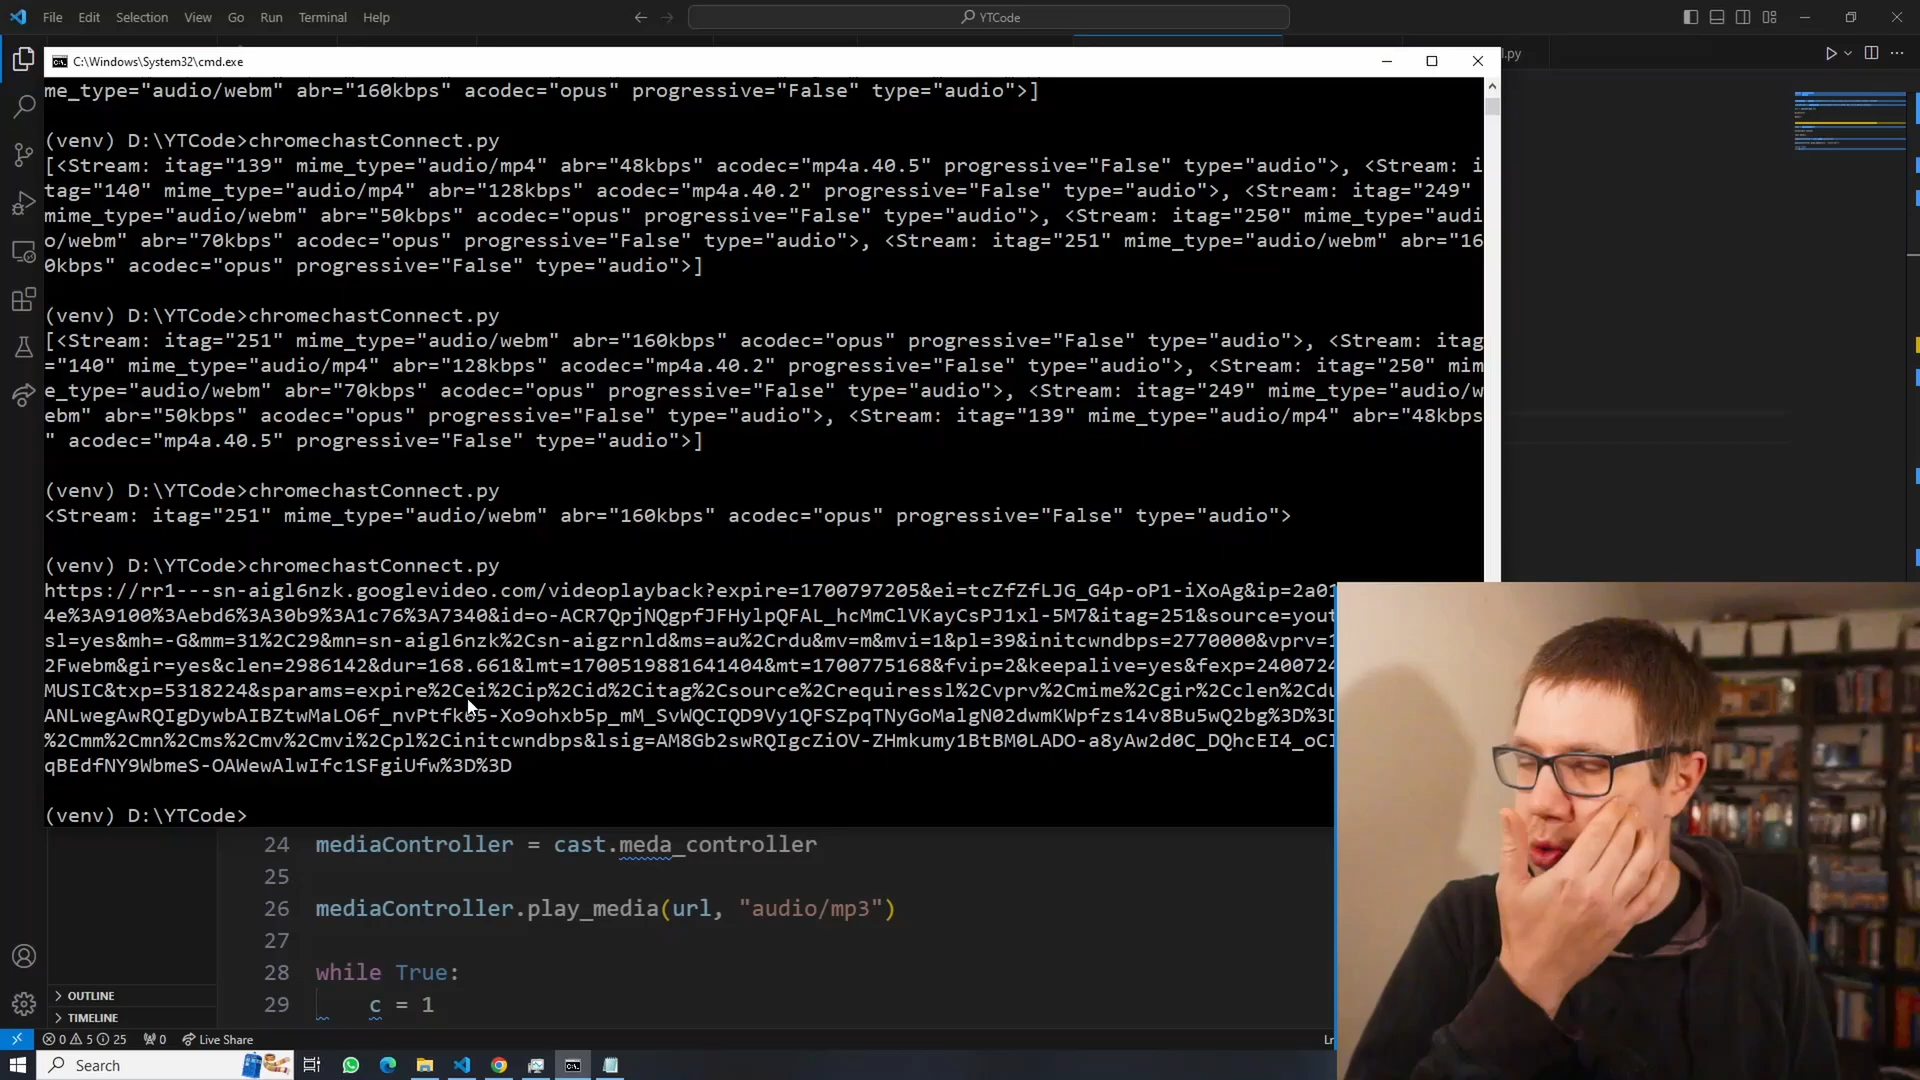 File Edit Selection View Go Run Terminal Help
YTCode
C:\Windows\System32\cmd.exe
.py
me_type="audio/webm" abr="160kbps" acodec="opus" progressive="False" type="audio">]
(venv) D:\YTCode>chromechastConnect.py
[<Stream: itag="139" mime_type="audio/mp4" abr="48kbps" acodec="mp4a.40.5" progressive="False" type="audio">, <Stream: i
tag="140" mime_type="audio/mp4" abr="128kbps" acodec="mp4a.40.2" progressive="False" type="audio">, <Stream: itag="249"
mime_type="audio/webm" abr="50kbps" acodec="opus" progressive="False" type="audio">, <Stream: itag="250" mime_type="audi
o/webm" abr="70kbps" acodec="opus" progressive="False" type="audio">, <Stream: itag="251" mime_type="audio/webm" abr="16
0kbps" acodec="opus" progressive="False" type="audio">]
(venv) D:\YTCode>chromechastConnect.py
[<Stream: itag="251" mime_type="audio/webm" abr="160kbps" acodec="opus" progressive="False" type="audio">, <Stream: itag
="140" mime_type="audio/mp4" abr="128kbps" acodec="mp4a.40.2" progressive="False" type="audio">, <Stream: itag="250" mim
e_type="audio/webm" abr="70kbps" acodec="opus" progressive="False" type="audio">, <Stream: itag="249" mime_type="audio/w
ebm" abr="50kbps" acodec="opus" progressive="False" type="audio">, <Stream: itag="139" mime_type="audio/mp4" abr="48kbps
" acodec="mp4a.40.5" progressive="False" type="audio">]
(venv) D:\YTCode>chromechastConnect.py
<Stream: itag="251" mime_type="audio/webm" abr="160kbps" acodec="opus" progressive="False" type="audio">
(venv) D:\YTCode>chromechastConnect.py
https://rr1---sn-aigl6nzk.googlevideo.com/videoplayback?expire=1700797205&ei=tcZfZfLJG_G4p-oP1-iXoAg&ip=2a01
4e%3A9100%3Aebd6%3A30b9%3A1c76%3A7340&id=o-ACR7QpjNQgpfJFHylpQFAL_hcMmClVKayCsPJ1xl-5M7&itag=251&source=yout
sl=yes&mh=-G&mm=31%2C29&mn=sn-aigl6nzk%2Csn-aigzrnld&ms=au%2Crdu&mv=m&mvi=1&pl=39&initcwndbps=2770000&vprv=1
2Fwebm&gir=yes&clen=2986142&dur=168.661&lmt=1700519881641404&mt=1700775168&fvip=2&keepalive=yes&fexp=2400724
MUSIC&txp=5318224&sparams=expire%2Cei%2Cip%2Cid%2Citag%2Csource%2Crequiressl%2Cvprv%2Cmime%2Cgir%2Cclen%2Cdu
65-Xo9ohxb5p_mM_SvWQCIQD9Vy1QFSZpqTNyGoMalgN02dwmKWpfzs14v8Bu5wQ2bg%3D%3D
%2Cmm%2Cmn%2Cms%2Cmv%2Cmvi%2Cpl%2Cinitcwndbps&lsig=AM8Gb2swRQIgcZiOV-ZHmkumy1BtBM0LADO-a8yAw2d0C_DQhcEI4_oCI
qBEdfNY9WbmeS-OAWewAlwIfc1SFgiUfw%3D%3D
(venv) D:\YTCode>
24 mediaController = cast.meda_controller
25
26 mediaController.play_media(url, "audio/mp3")
27
28 while True:
29 c = 1
OUTLINE
TIMELINE
0 5 25 0 Live Share
Ln
Search